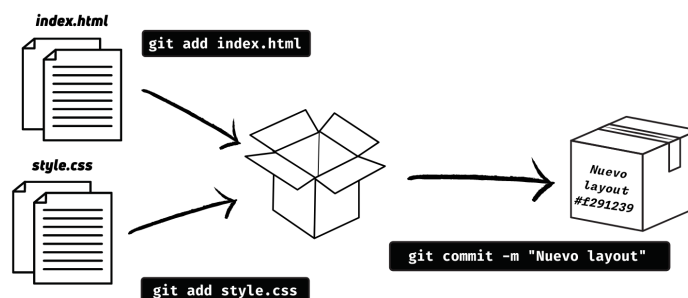 index.html
git add index.html
style.css
git add style.css
Nuevo
layout
#f291239
git commit -m "Nuevo layout"